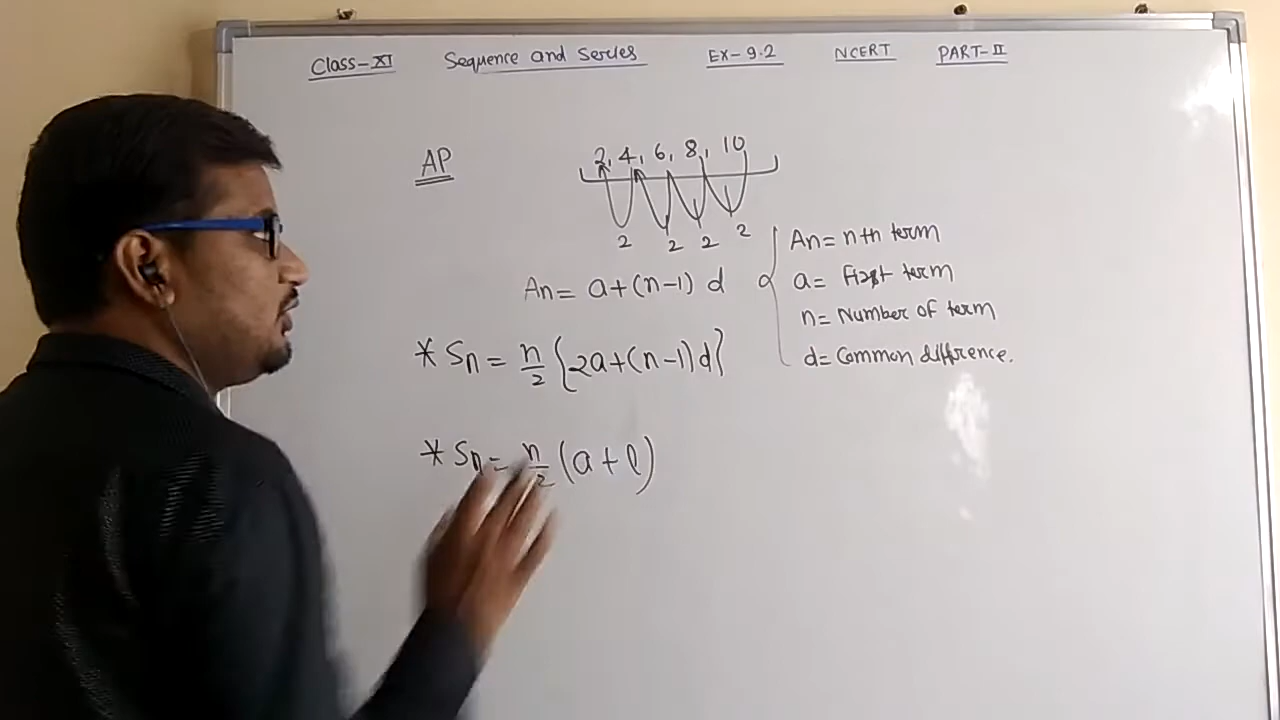 Class-XI Sequence and Series EX-9.2 NCERT PART-II
AP
2, 4, 6, 8, 10
2 2 2 2
An= a+(n-1) d
An= nth term
a= First term
n= Number of term
d= Common difference.
* Sn = n/2 {2a+(n-1)d}
* Sn = n/2 (a+l)